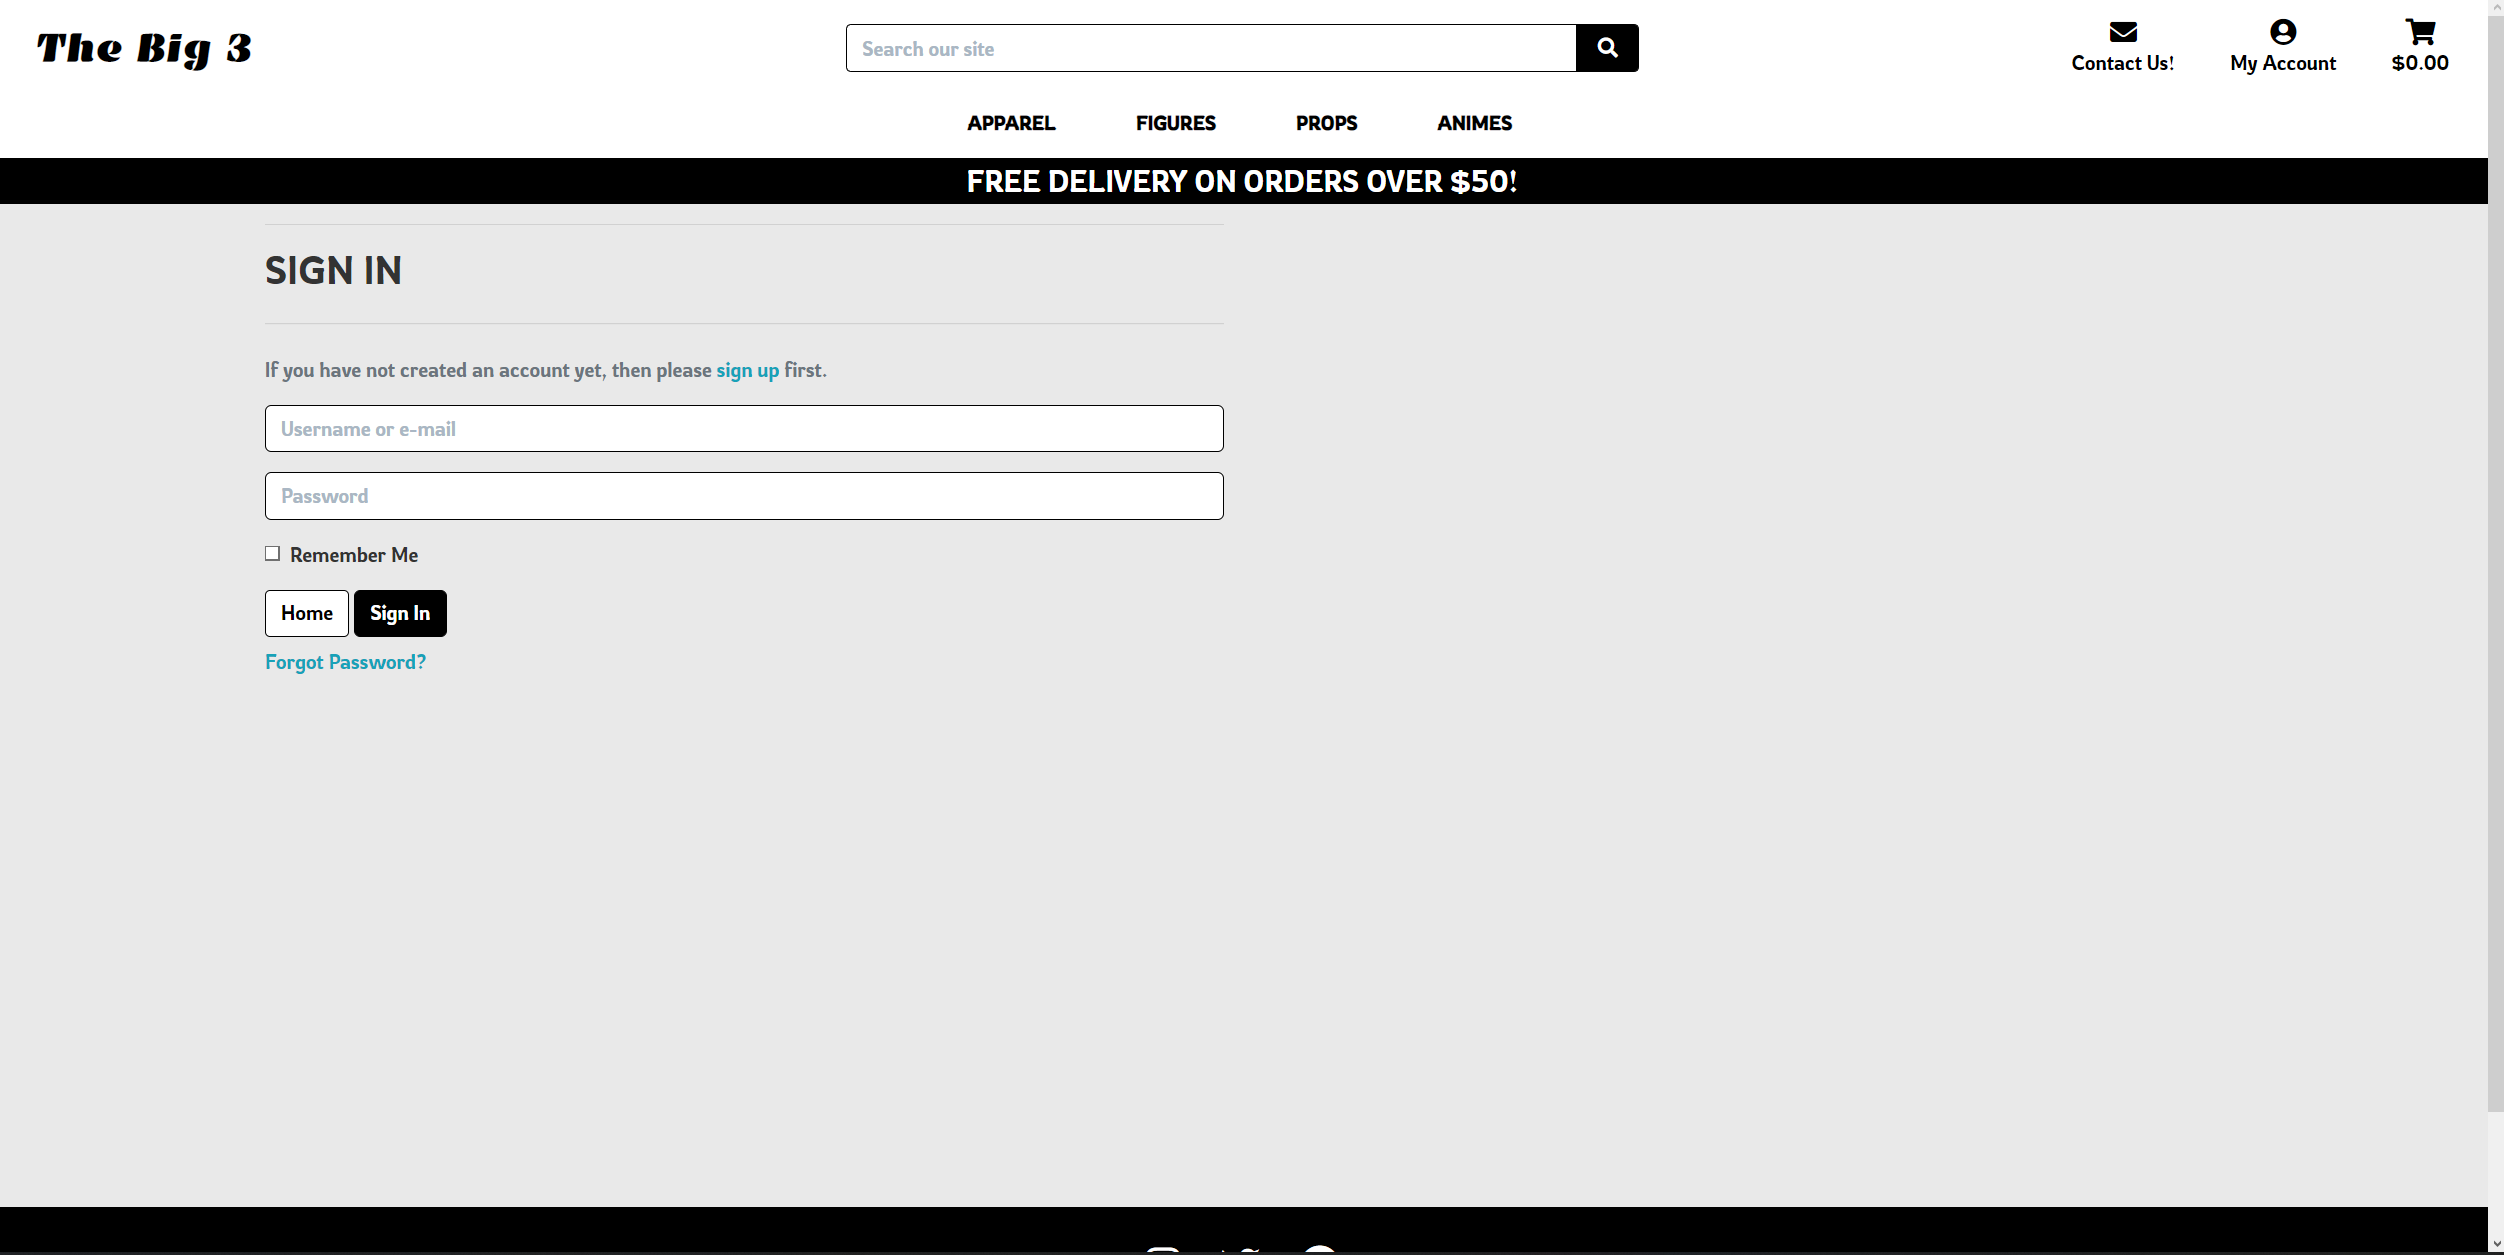 The Big 3
Search our site
Contact Us!
My Account
$0.00
APPAREL
FIGURES
PROPS
ANIMES
FREE DELIVERY ON ORDERS OVER $50!
SIGN IN
If you have not created an account yet, then please sign up first.
Username or e-mail
Password
Remember Me
Home
Sign In
Forgot Password?